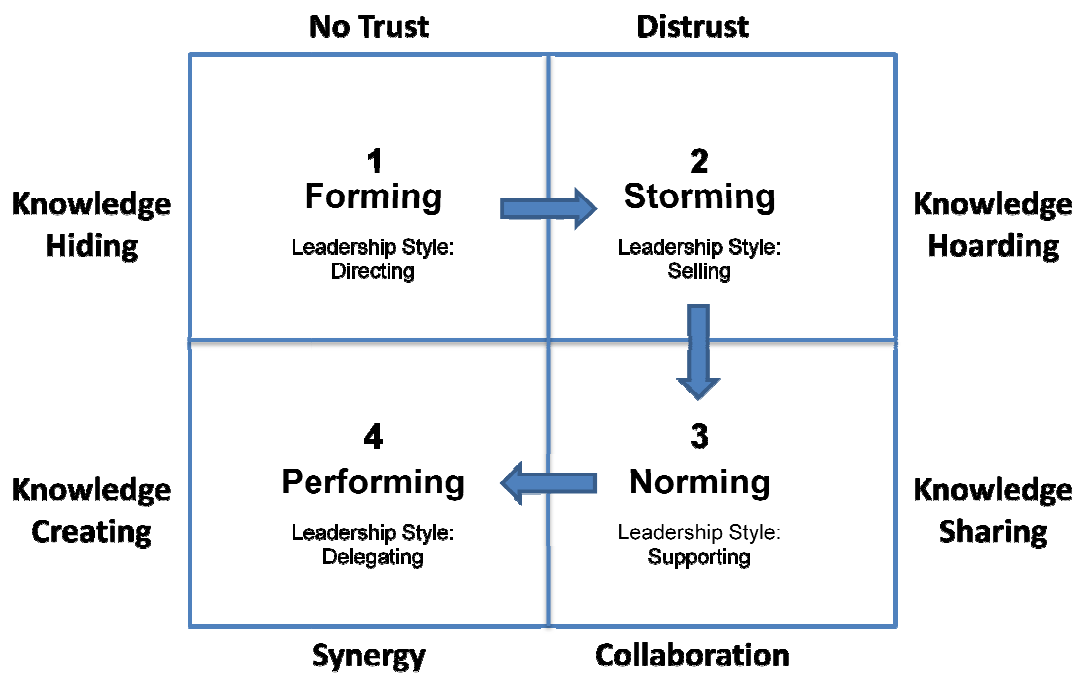 No Trust
Distrust
Knowledge
Hiding
1
Forming
Leadership Style:
Directing
2
Storming
Leadership Style:
Selling
Knowledge
Hoarding
Knowledge
Creating
4
Performing
Leadership Style:
Delegating
3
Norming
Leadership Style:
Supporting
Knowledge
Sharing
Synergy
Collaboration